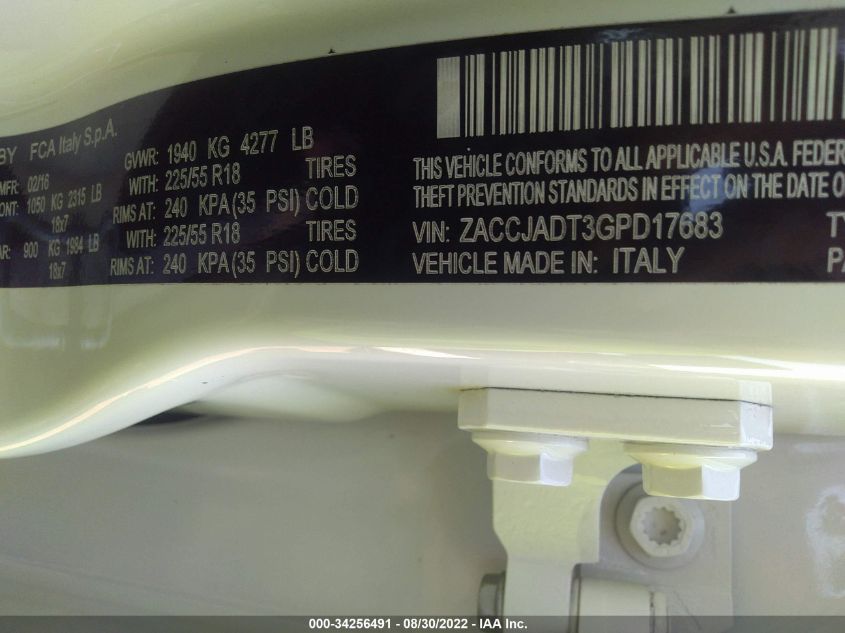 BY FCA Italy S.p.A.
MFR: 02/16
ONT: 1050 KG 2315 LB
18x7
AR: 900 KG 1984 LB
18x7
GVWR: 1940 KG 4277 LB
WITH: 225/55 R18 TIRES
RIMS AT: 240 KPA(35 PSI) COLD
WITH: 225/55 R18 TIRES
RIMS AT: 240 KPA(35 PSI) COLD
THIS VEHICLE CONFORMS TO ALL APPLICABLE U.S.A. FEDER
THEFT PREVENTION STANDARDS IN EFFECT ON THE DATE O
VIN: ZACCJADT3GPD17683 TY
VEHICLE MADE IN: ITALY PA
000-34256491 - 08/30/2022 - IAA Inc.